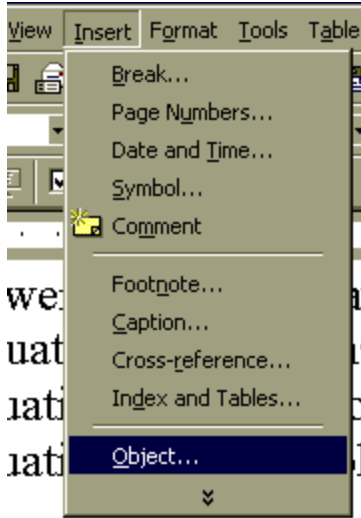 View Insert Format Tools Table
Break...
Page Numbers...
Date and Time...
Symbol...
Comment
Footnote...
Caption...
Cross-reference...
Index and Tables...
Object...